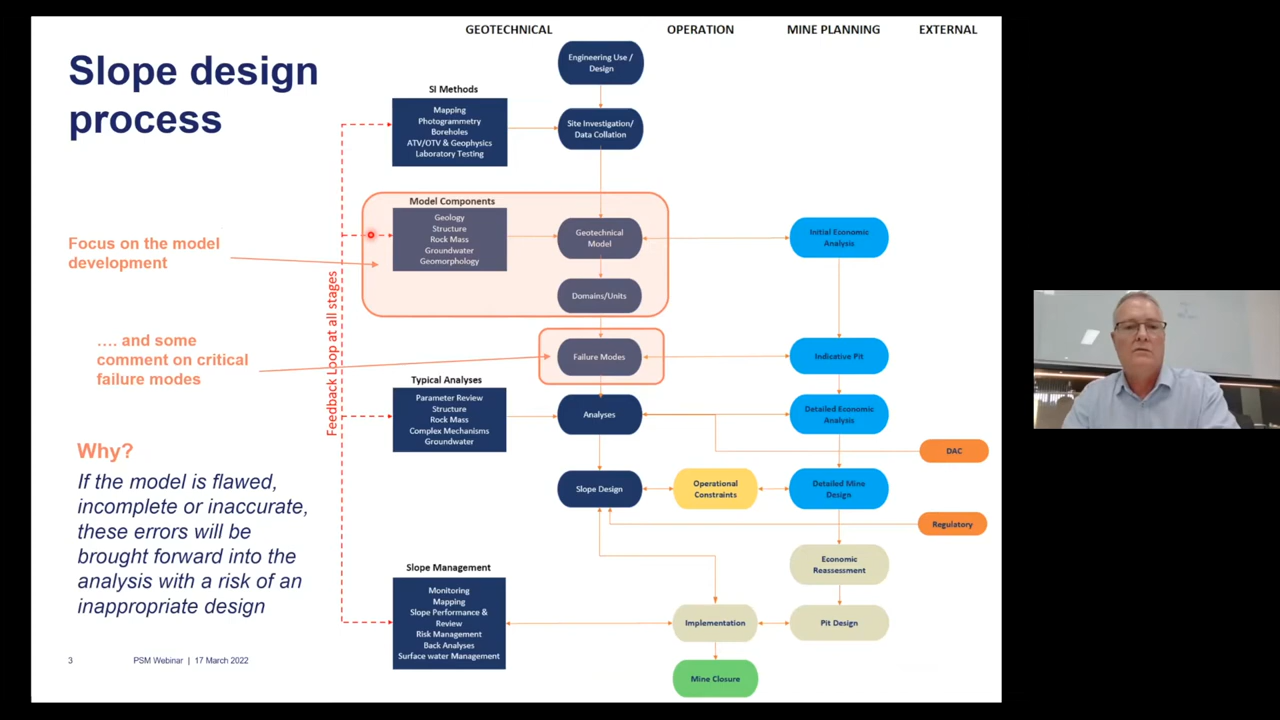 GEOTECHNICAL
OPERATION
MINE PLANNING
EXTERNAL
Slope design
process
Engineering Use /
Design
SI Methods
Mapping
Photogrammetry
Boreholes
ATV/OTV & Geophysics
Laboratory Testing
Site Investigation/
Data Collation
Model Components
Geology
Structure
Rock Mass
Groundwater
Geomorphology
Geotechnical
Model
Initial Economic
Analysis
Focus on the model
development
Domains/Units
Feedback Loop at all stages
…. and some
comment on critical
failure modes
Failure Modes
Indicative Pit
Typical Analyses
Parameter Review
Structure
Rock Mass
Complex Mechanisms
Groundwater
Analyses
Detailed Economic
Analysis
DAC
Why?
If the model is flawed,
incomplete or inaccurate,
these errors will be
brought forward into the
analysis with a risk of an
inappropriate design
Slope Design
Operational
Constraints
Detailed Mine
Design
Regulatory
Economic
Reassessment
Slope Management
Monitoring
Mapping
Slope Performance &
Review
Risk Management
Back Analyses
Surface water Management
Implementation
Pit Design
Mine Closure
3
PSM Webinar | 17 March 2022